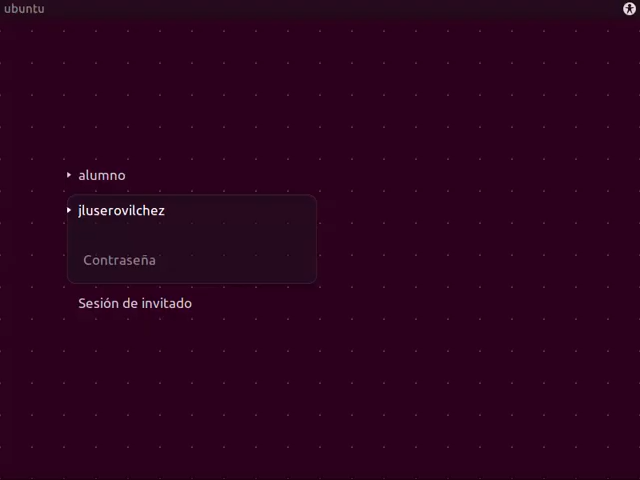 ubuntu
alumno
jluserovilchez
Contraseña
Sesión de invitado